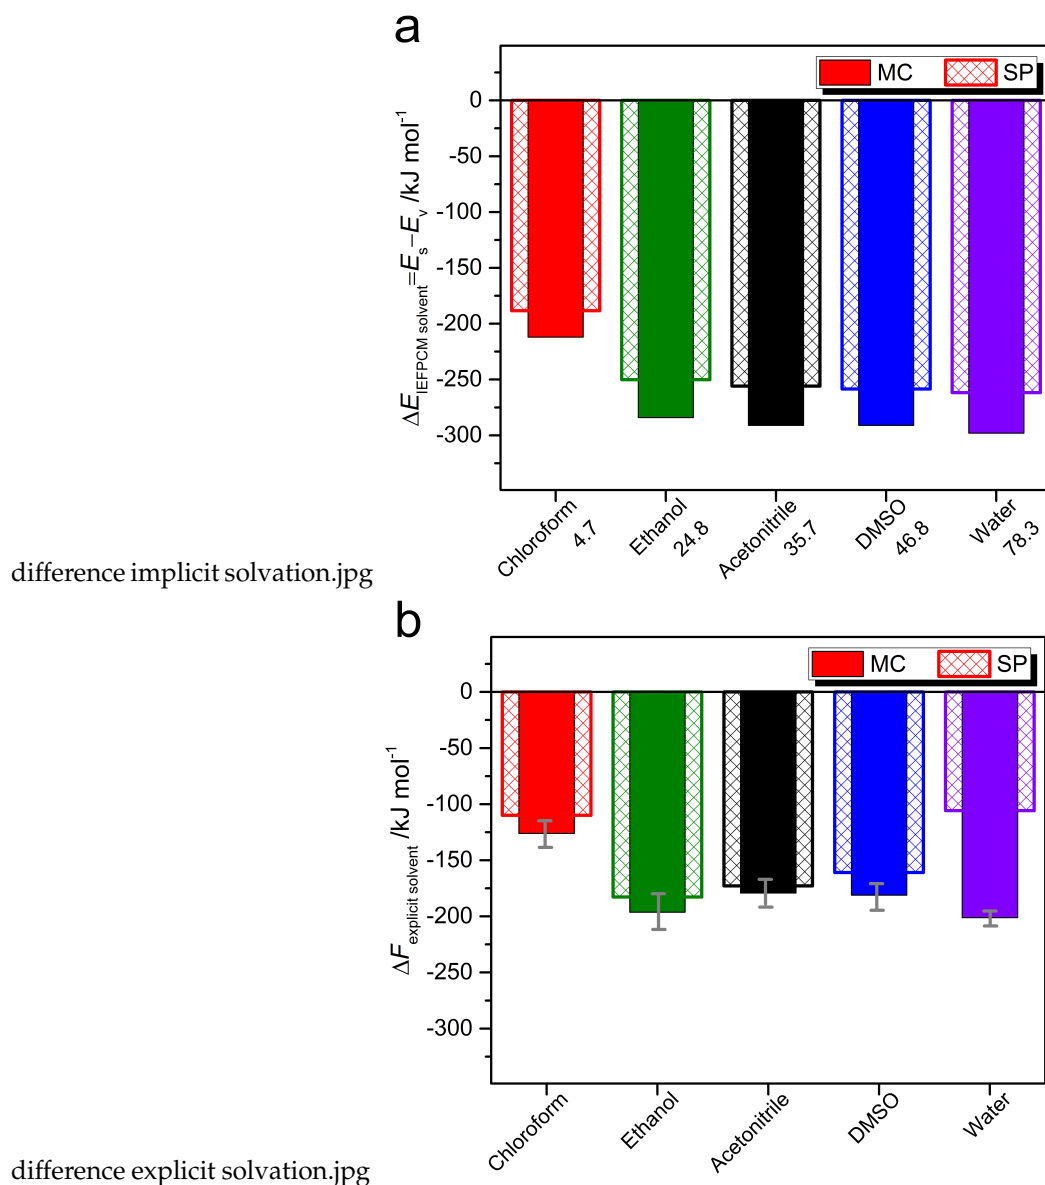 a
MC SP
0
-50
-100
-150
-200
-250
-300
ΔE_IEFPCM solvent=E_s−E_v /kJ mol⁻¹
Chloroform 4.7
Ethanol 24.8
Acetonitrile 35.7
DMSO 46.8
Water 78.3
difference implicit solvation.jpg
b
MC SP
0
-50
-100
-150
-200
-250
-300
ΔF_explicit solvent /kJ mol⁻¹
Chloroform
Ethanol
Acetonitrile
DMSO
Water
difference explicit solvation.jpg